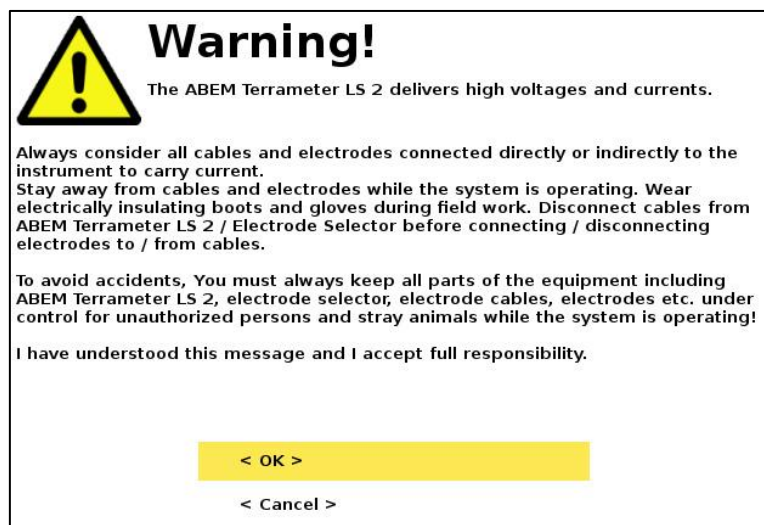 Warning!
The ABEM Terrameter LS 2 delivers high voltages and currents.
Always consider all cables and electrodes connected directly or indirectly to the
instrument to carry current.
Stay away from cables and electrodes while the system is operating. Wear
electrically insulating boots and gloves during field work. Disconnect cables from
ABEM Terrameter LS 2 / Electrode Selector before connecting / disconnecting
electrodes to / from cables.
To avoid accidents, You must always keep all parts of the equipment including
ABEM Terrameter LS 2, electrode selector, electrode cables, electrodes etc. under
control for unauthorized persons and stray animals while the system is operating!
I have understood this message and I accept full responsibility.
< OK >
< Cancel >